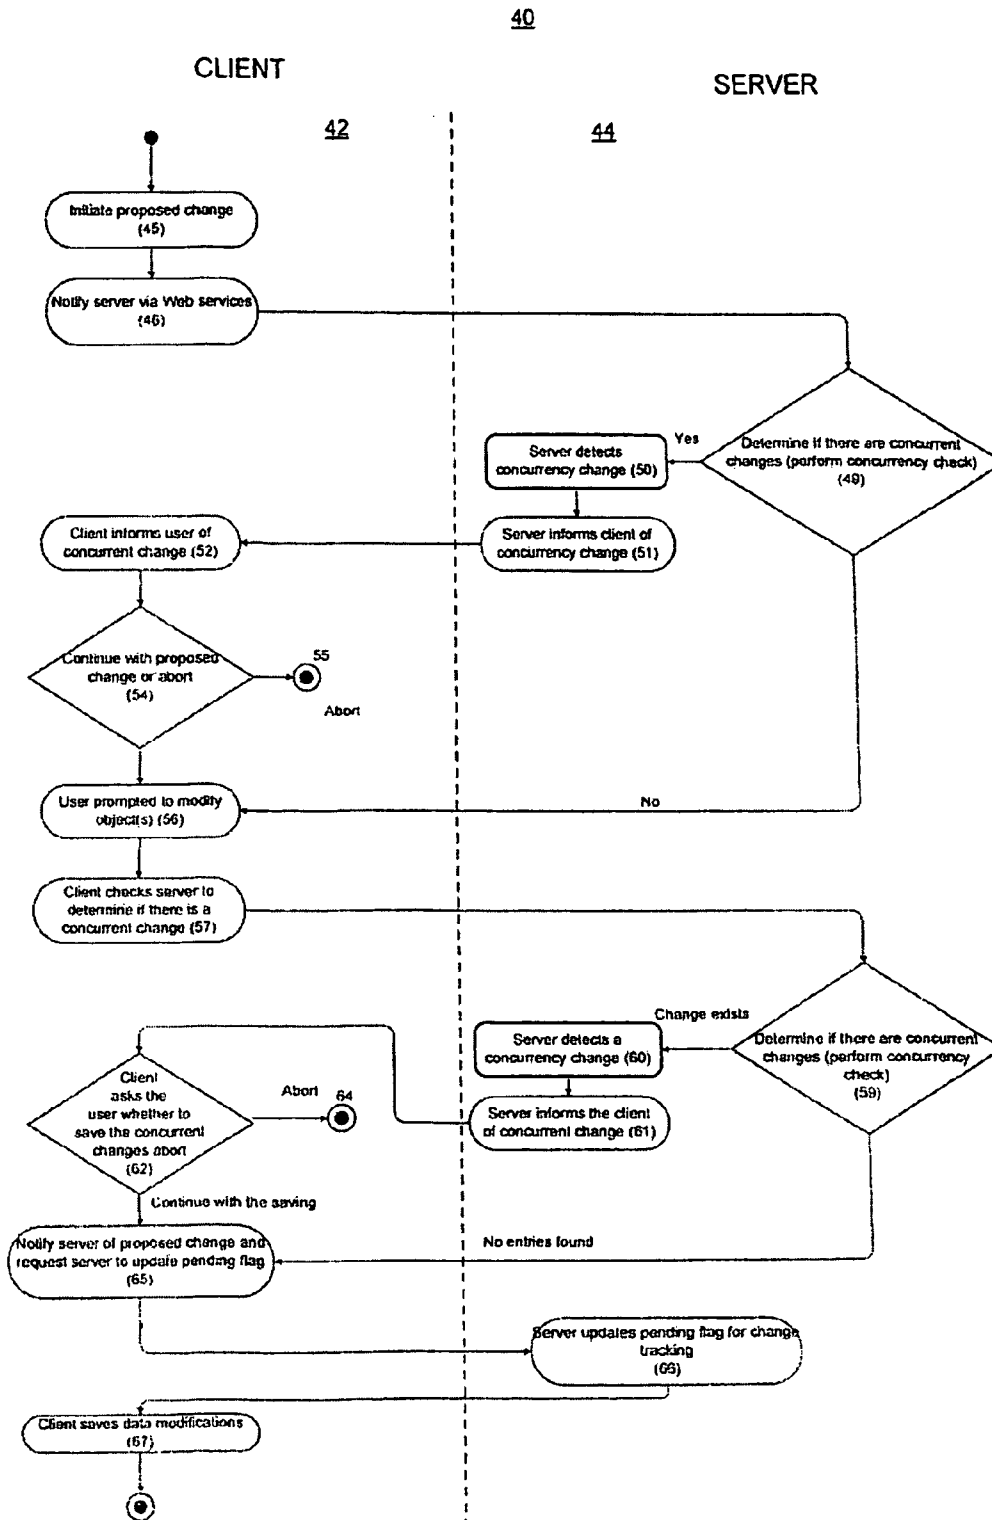 40
CLIENT
SERVER
42
44
Initiate proposed change
(45)
Notify server via Web services
(46)
Determine if there are concurrent
changes (perform concurrency check)
(49)
Yes
Server detects
concurrency change (50)
Server informs client of
concurrency change (51)
Client informs user of
concurrent change (52)
Continue with proposed
change or abort
(54)
55
Abort
User prompted to modify
object(s) (56)
No
Client checks server to
determine if there is a
concurrent change (57)
Determine if there are concurrent
changes (perform concurrency
check)
(59)
Change exists
Server detects a
concurrency change (60)
Server informs the client
of concurrent change (61)
Client
asks the
user whether to
save the concurrent
changes abort
(62)
Abort
64
Continue with the saving
Notify server of proposed change and
request server to update pending flag
(65)
No entries found
Server updates pending flag for change
tracking
(66)
Client saves data modifications
(67)